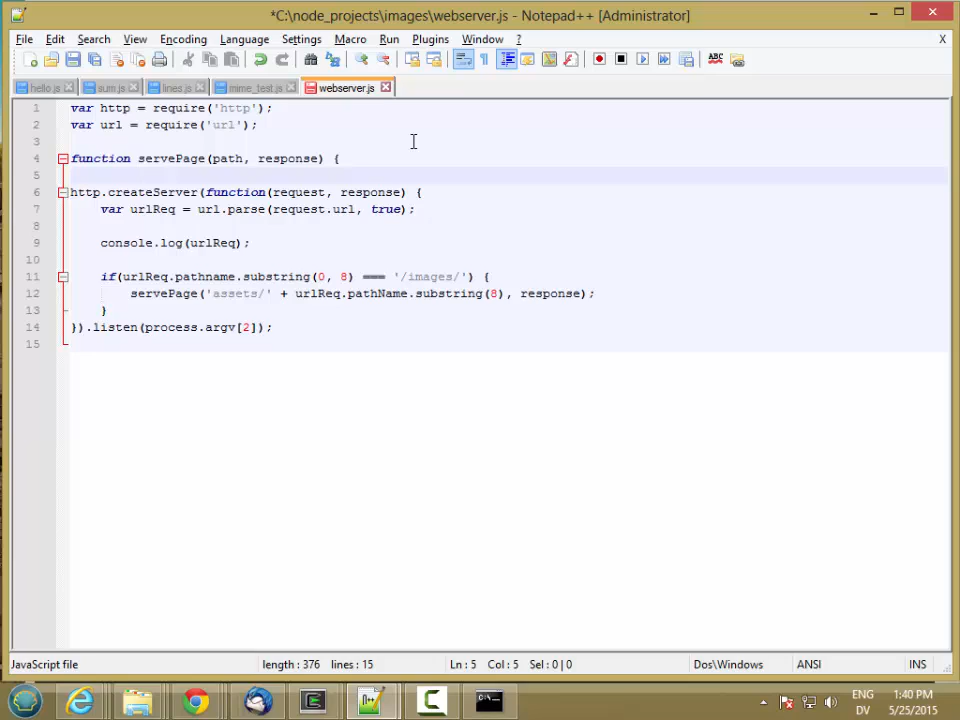 *C:\node_projects\images\webserver.js - Notepad++ [Administrator]
File Edit Search View Encoding Language Settings Macro Run Plugins Window ? X
hello.js sum.js lines.js mime_test.js webserver.js
1 var http = require('http');
2 var url = require('url');
3
4 function servePage(path, response) {
5
6 http.createServer(function(request, response) {
7 var urlReq = url.parse(request.url, true);
8
9 console.log(urlReq);
10
11 if(urlReq.pathname.substring(0, 8) === '/images/') {
12 servePage('assets/' + urlReq.pathName.substring(8), response);
13 }
14 }).listen(process.argv[2]);
15
JavaScript file length : 376 lines : 15 Ln : 5 Col : 5 Sel : 0 | 0 Dos\Windows ANSI INS
ENG 1:40 PM
DV 5/25/2015